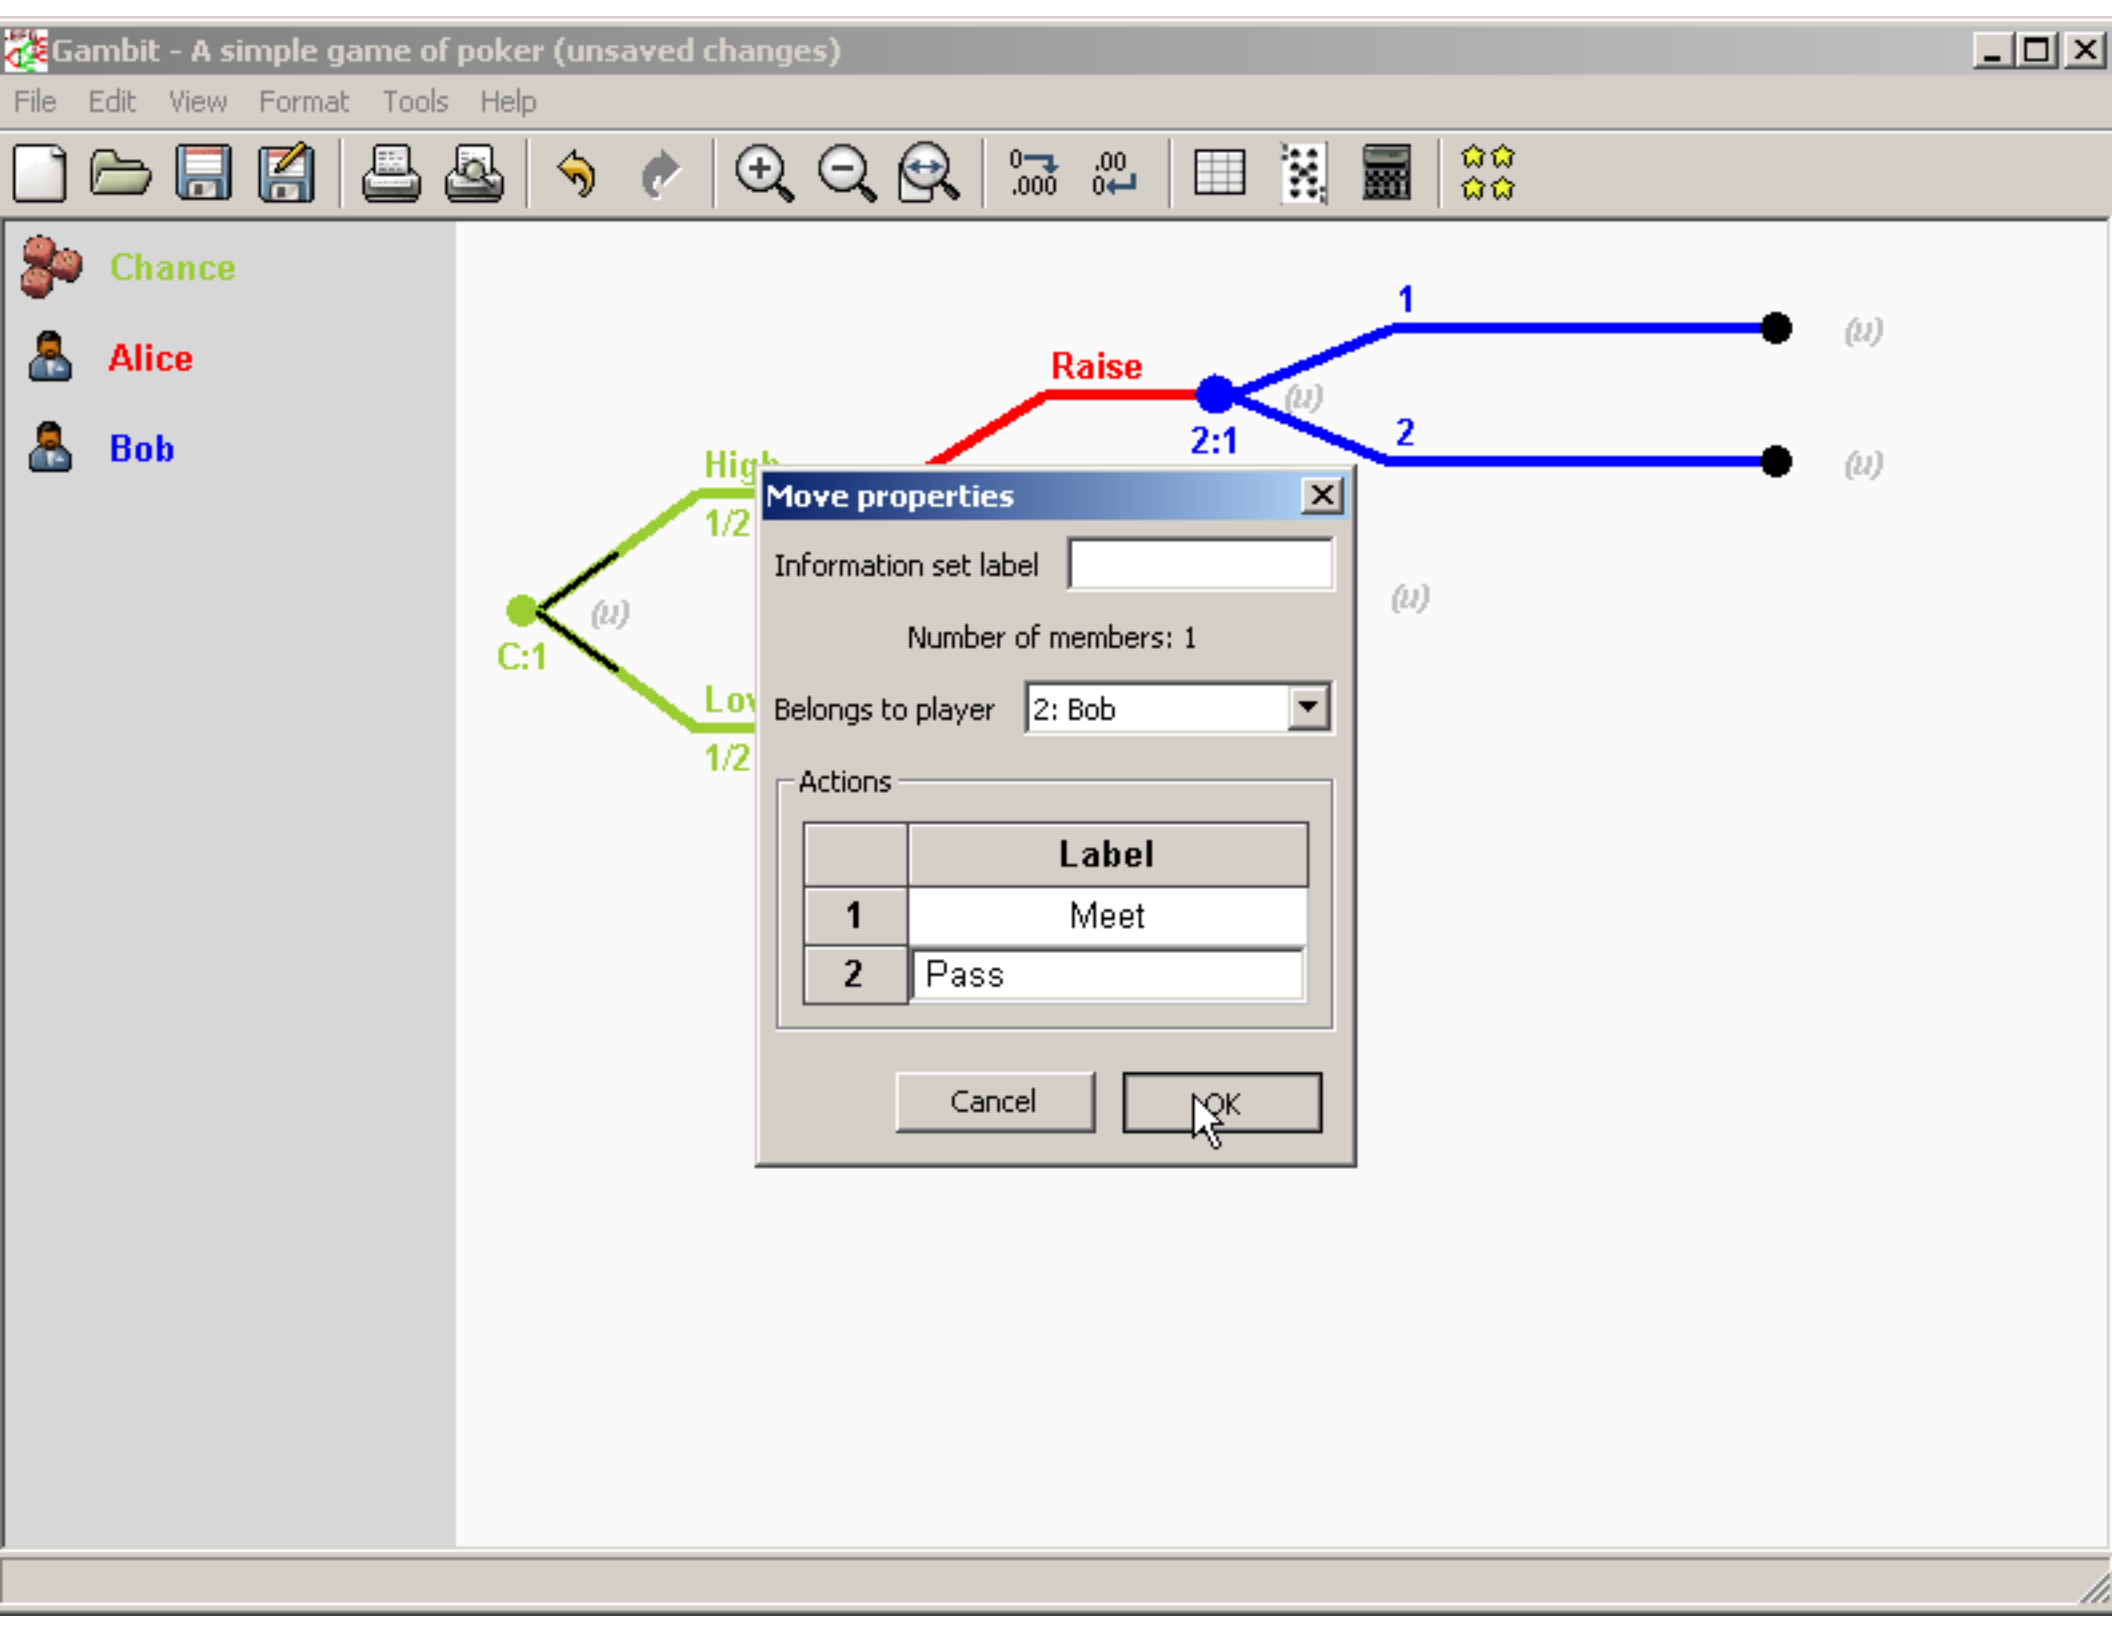 Gambit - A simple game of poker (unsaved changes)
File Edit View Format Tools Help
0 .000 .00 0
Chance
Alice
Bob
1
(u)
Raise
(u)
2:1
2
(u)
High
1/2
(u)
C:1
(u)
1/2
Move properties
Information set label
Number of members: 1
Belongs to player 2: Bob
Actions
Label
1 Meet
2 Pass
Cancel OK